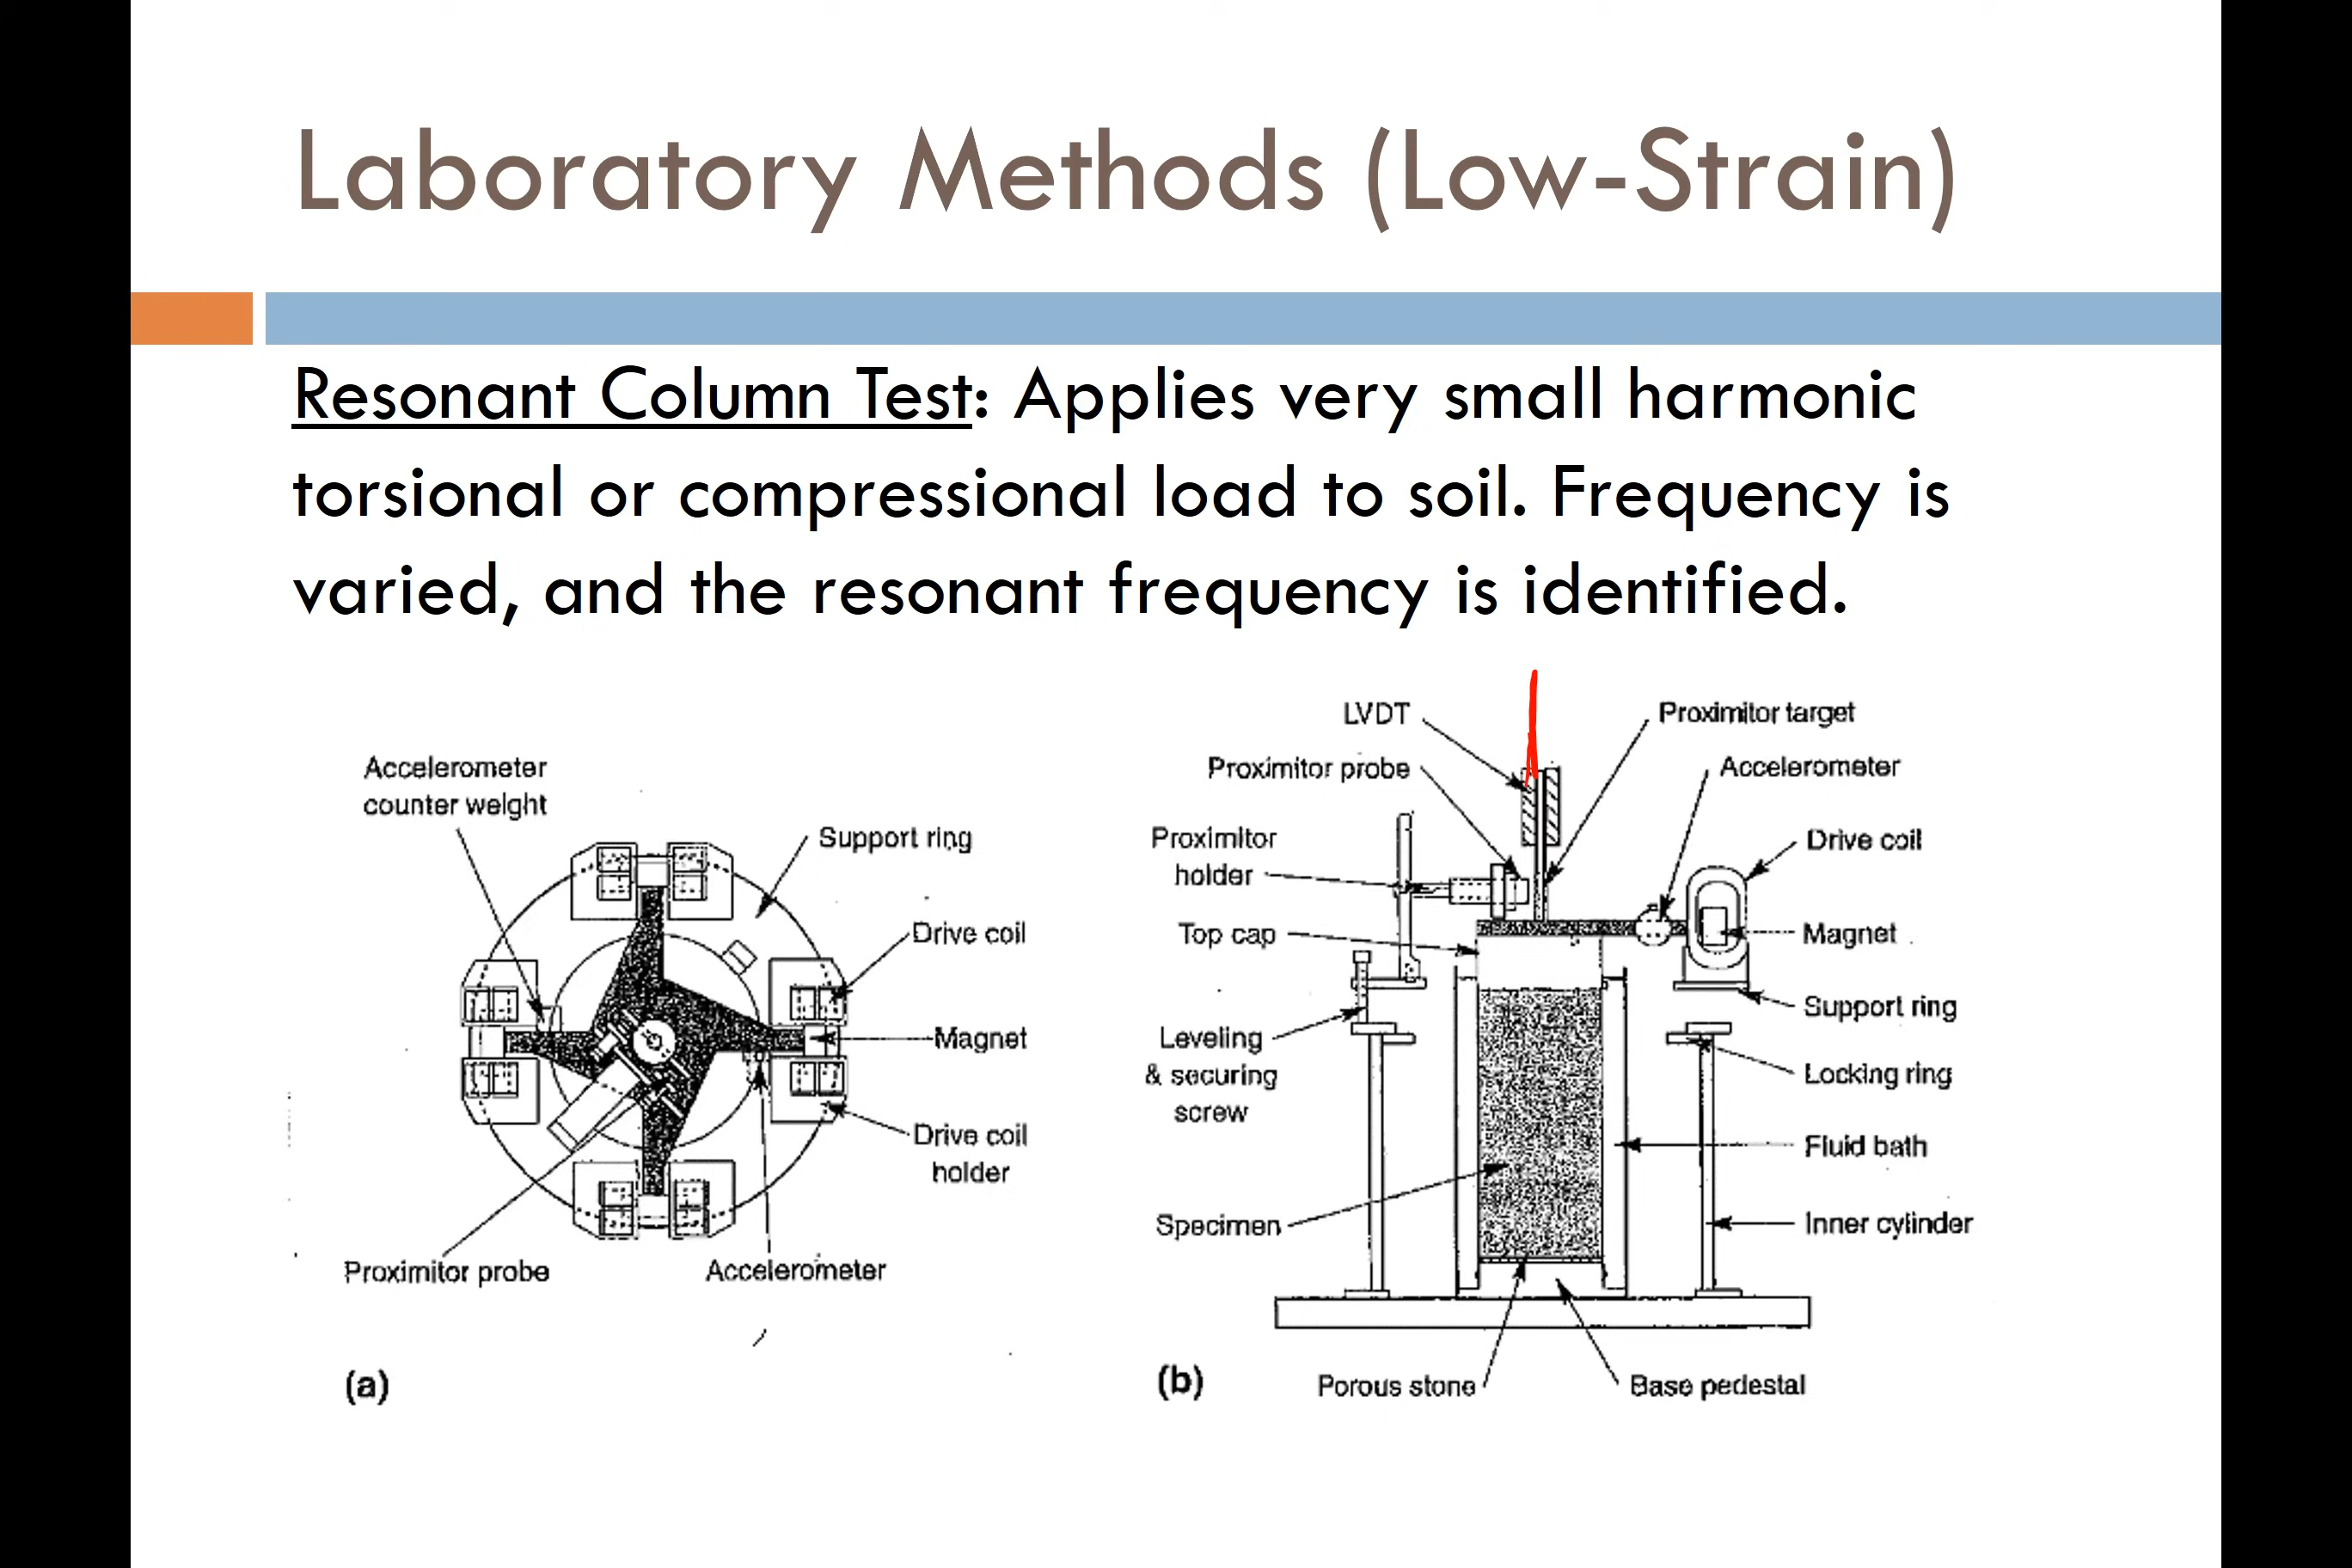 Laboratory Methods (Low-Strain)
Resonant Column Test: Applies very small harmonic
torsional or compressional load to soil. Frequency is
varied, and the resonant frequency is identified.
Accelerometer
counter weight
Support ring
Drive coil
Magnet
Drive coil
holder
Proximitor probe
Accelerometer
(a)
LVDT
Proximitor probe
Proximitor
holder
Top cap
Leveling
& securing
screw
Specimen
Porous stone
Proximitor target
Accelerometer
Drive coil
Magnet
Support ring
Locking ring
Fluid bath
Inner cylinder
Base pedestal
(b)